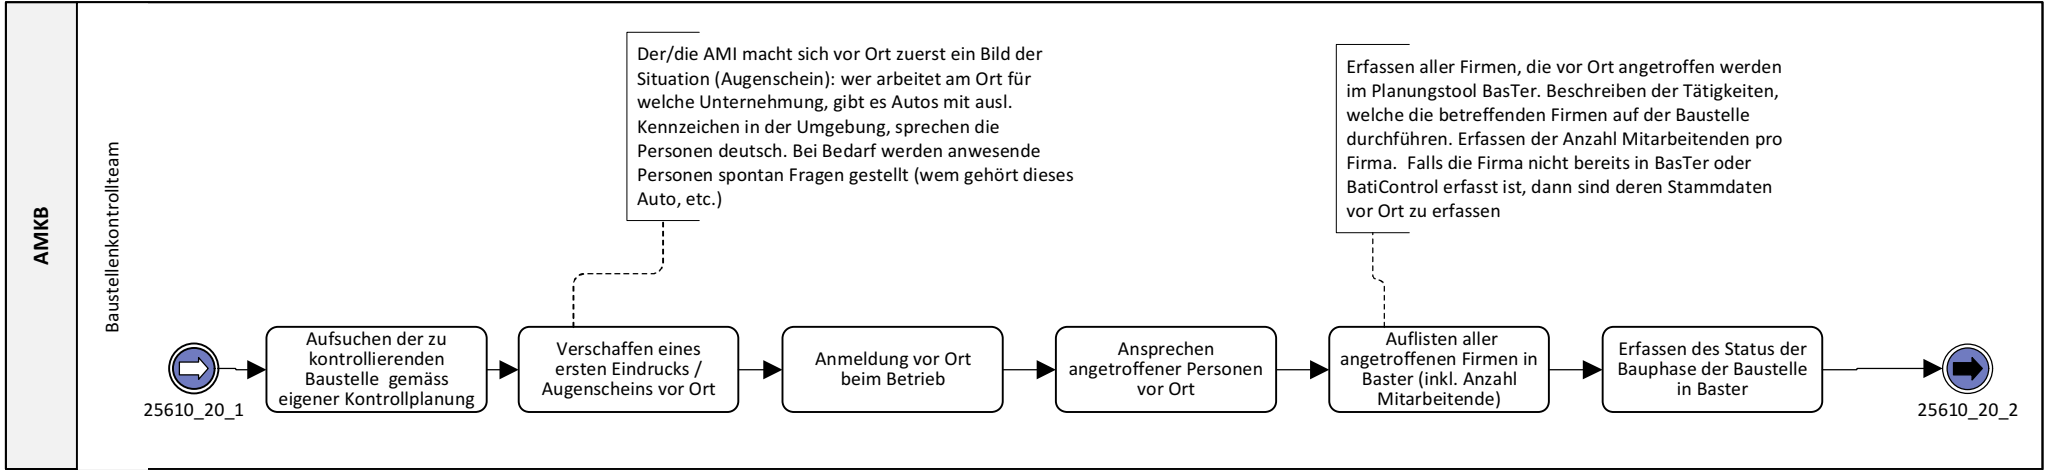 AMKB
Baustellenkontrollteam
Der/die AMI macht sich vor Ort zuerst ein Bild der
Situation (Augenschein): wer arbeitet am Ort für
welche Unternehmung, gibt es Autos mit ausl.
Kennzeichen in der Umgebung, sprechen die
Personen deutsch. Bei Bedarf werden anwesende
Personen spontan Fragen gestellt (wem gehört dieses
Auto, etc.)
Erfassen aller Firmen, die vor Ort angetroffen werden
im Planungstool BasTer. Beschreiben der Tätigkeiten,
welche die betreffenden Firmen auf der Baustelle
durchführen. Erfassen der Anzahl Mitarbeitenden pro
Firma.  Falls die Firma nicht bereits in BasTer oder
BatiControl erfasst ist, dann sind deren Stammdaten
vor Ort zu erfassen
25610_20_1
Aufsuchen der zu
kontrollierenden
Baustelle  gemäss
eigener Kontrollplanung
Verschaffen eines
ersten Eindrucks /
Augenscheins vor Ort
Anmeldung vor Ort
beim Betrieb
Ansprechen
angetroffener Personen
vor Ort
Auflisten aller
angetroffenen Firmen in
Baster (inkl. Anzahl
Mitarbeitende)
Erfassen des Status der
Bauphase der Baustelle
in Baster
25610_20_2